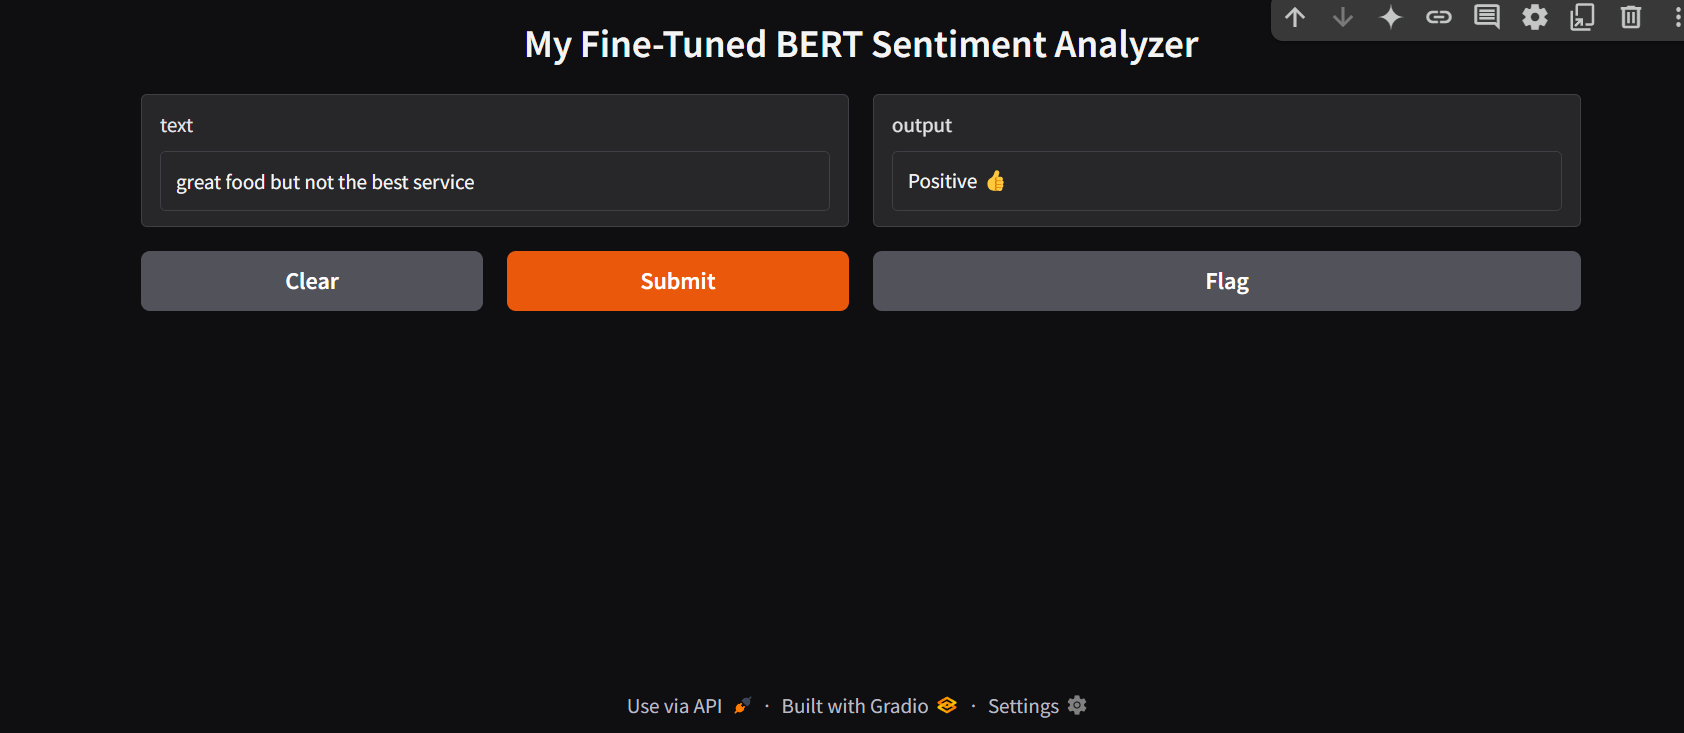 My Fine-Tuned BERT Sentiment Analyzer
text
great food but not the best service
output
Positive 👍
Clear
Submit
Flag
Use via API 🚀 · Built with Gradio · Settings